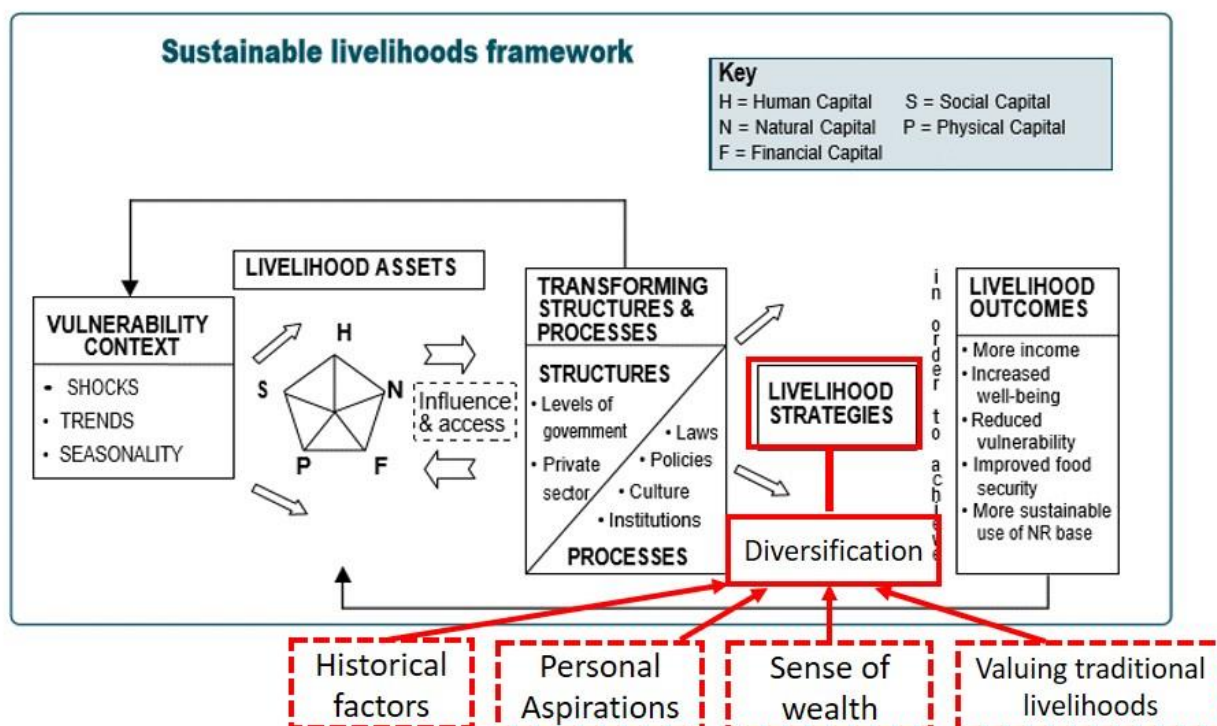 Sustainable livelihoods framework
Key
H = Human Capital S = Social Capital
N = Natural Capital P = Physical Capital
F = Financial Capital
LIVELIHOOD ASSETS
VULNERABILITY
CONTEXT
• SHOCKS
• TRENDS
• SEASONALITY
H
S
N
P
F
Influence
& access
TRANSFORMING
STRUCTURES &
PROCESSES
STRUCTURES
• Levels of
government
• Private
sector
• Laws
• Policies
• Culture
• Institutions
PROCESSES
LIVELIHOOD
STRATEGIES
Diversification
in order to achieve
LIVELIHOOD
OUTCOMES
• More income
• Increased
well-being
• Reduced
vulnerability
• Improved food
security
• More sustainable
use of NR base
Historical
factors
Personal
Aspirations
Sense of
wealth
Valuing traditional
livelihoods